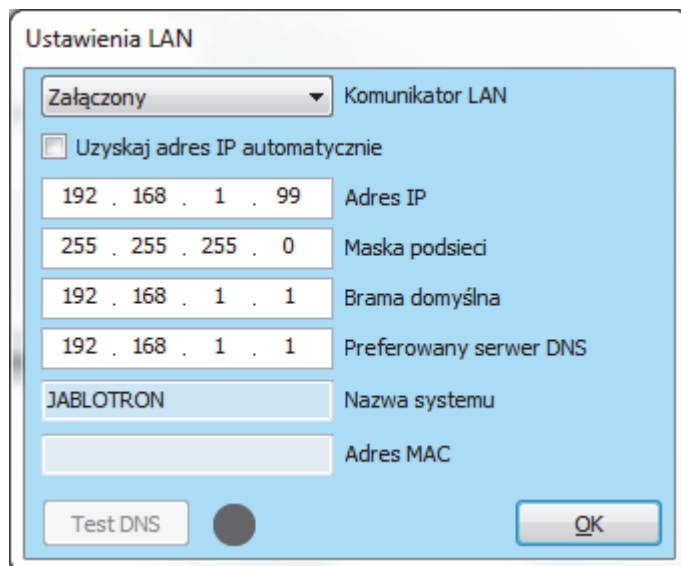 Ustawienia LAN
Załączony Komunikator LAN
Uzyskaj adres IP automatycznie
192 . 168 . 1 . 99 Adres IP
255 . 255 . 255 . 0 Maska podsieci
192 . 168 . 1 . 1 Brama domyślna
192 . 168 . 1 . 1 Preferowany serwer DNS
JABLOTRON Nazwa systemu
Adres MAC
Test DNS OK